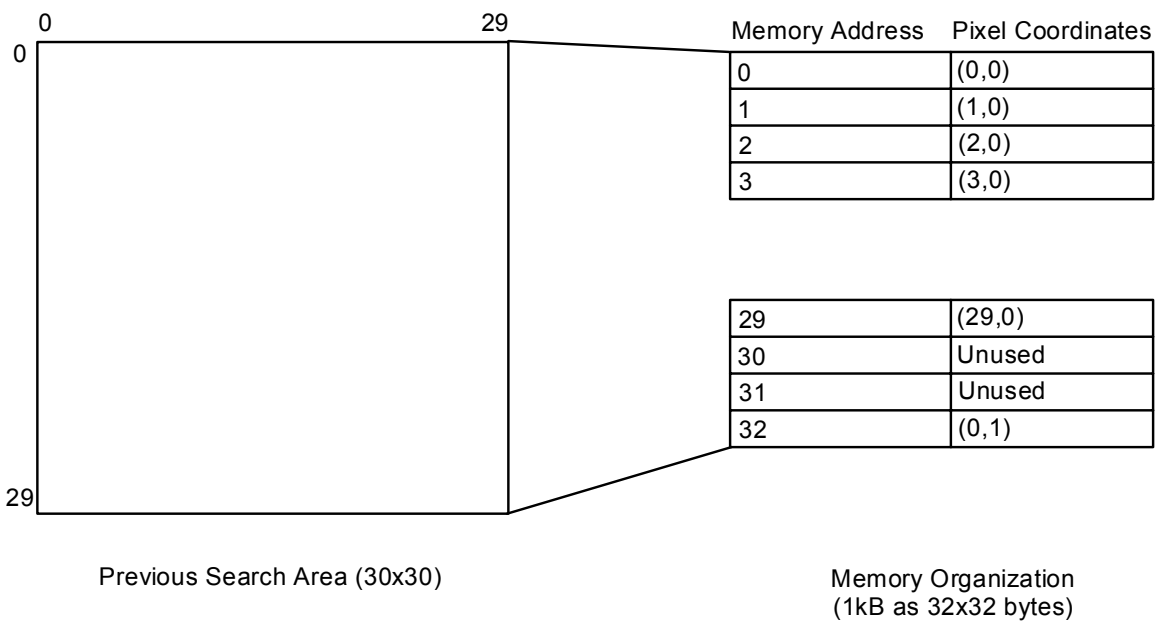 0 29
0
29
Previous Search Area (30x30)
Memory Address Pixel Coordinates
0 (0,0)
1 (1,0)
2 (2,0)
3 (3,0)
29 (29,0)
30 Unused
31 Unused
32 (0,1)
Memory Organization
(1kB as 32x32 bytes)